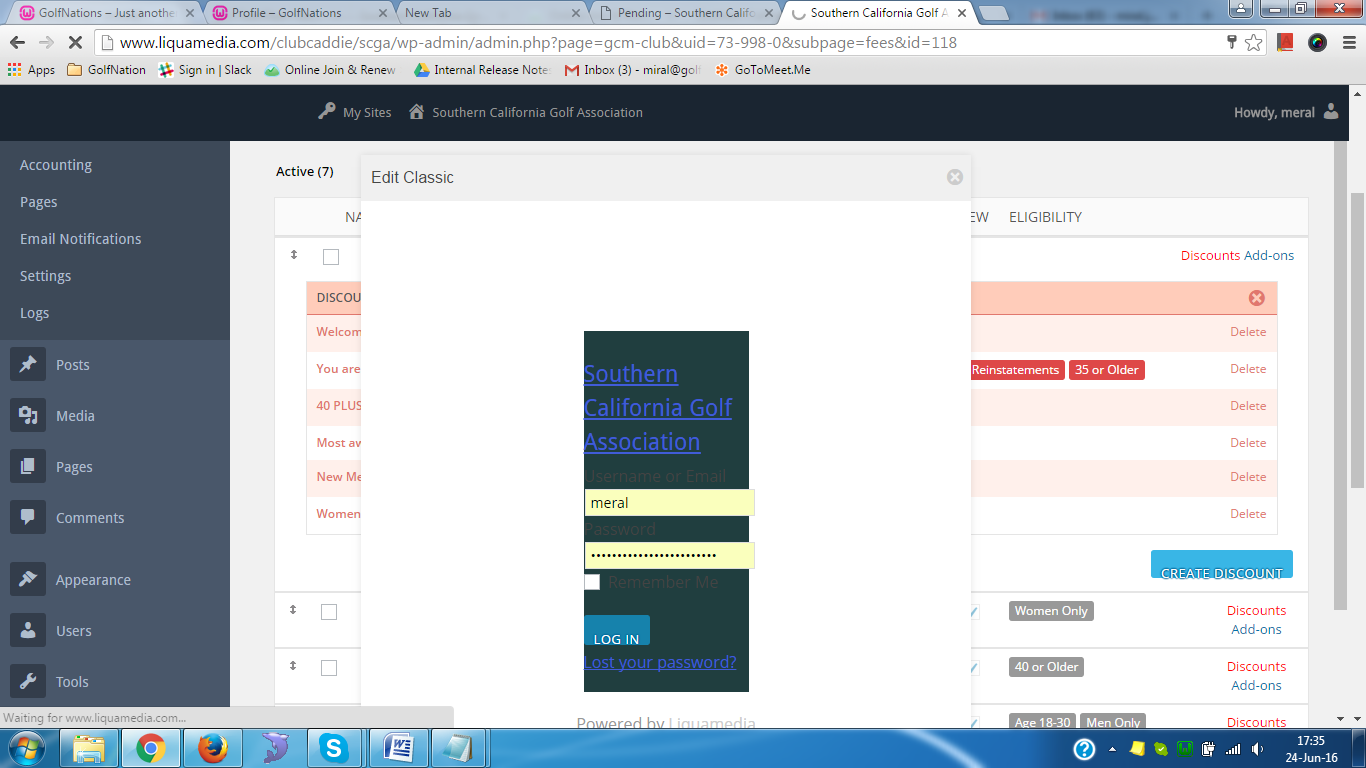 GolfNations – Just anothe
Profile – GolfNations
New Tab
Pending – Southern Califo
Southern California Golf A
www.liquamedia.com/clubcaddie/scga/wp-admin/admin.php?page=gcm-club&uid=73-998-0&subpage=fees&id=118
Apps
GolfNation
Sign in | Slack
Online Join & Renew
Internal Release Note
Inbox (3) - miral@golf
GoToMeet.Me
My Sites
Southern California Golf Association
Howdy, meral
Accounting
Pages
Email Notifications
Settings
Logs
Posts
Media
Pages
Comments
Appearance
Users
Tools
Active (7)
Edit Classic
NA
EW
ELIGIBILITY
Discounts Add-ons
DISCOU
Welcom
Delete
You are
Reinstatements
35 or Older
Delete
40 PLUS
Delete
Most aw
Delete
New Me
Delete
Women
Delete
CREATE DISCOUNT
Women Only
Discounts
Add-ons
40 or Older
Discounts
Add-ons
Age 18-30
Men Only
Discounts
Southern
California Golf
Association
Username or Email
meral
Password
Remember Me
LOG IN
Lost your password?
Powered by Liquamedia
Waiting for www.liquamedia.com...
17:35
24-Jun-16